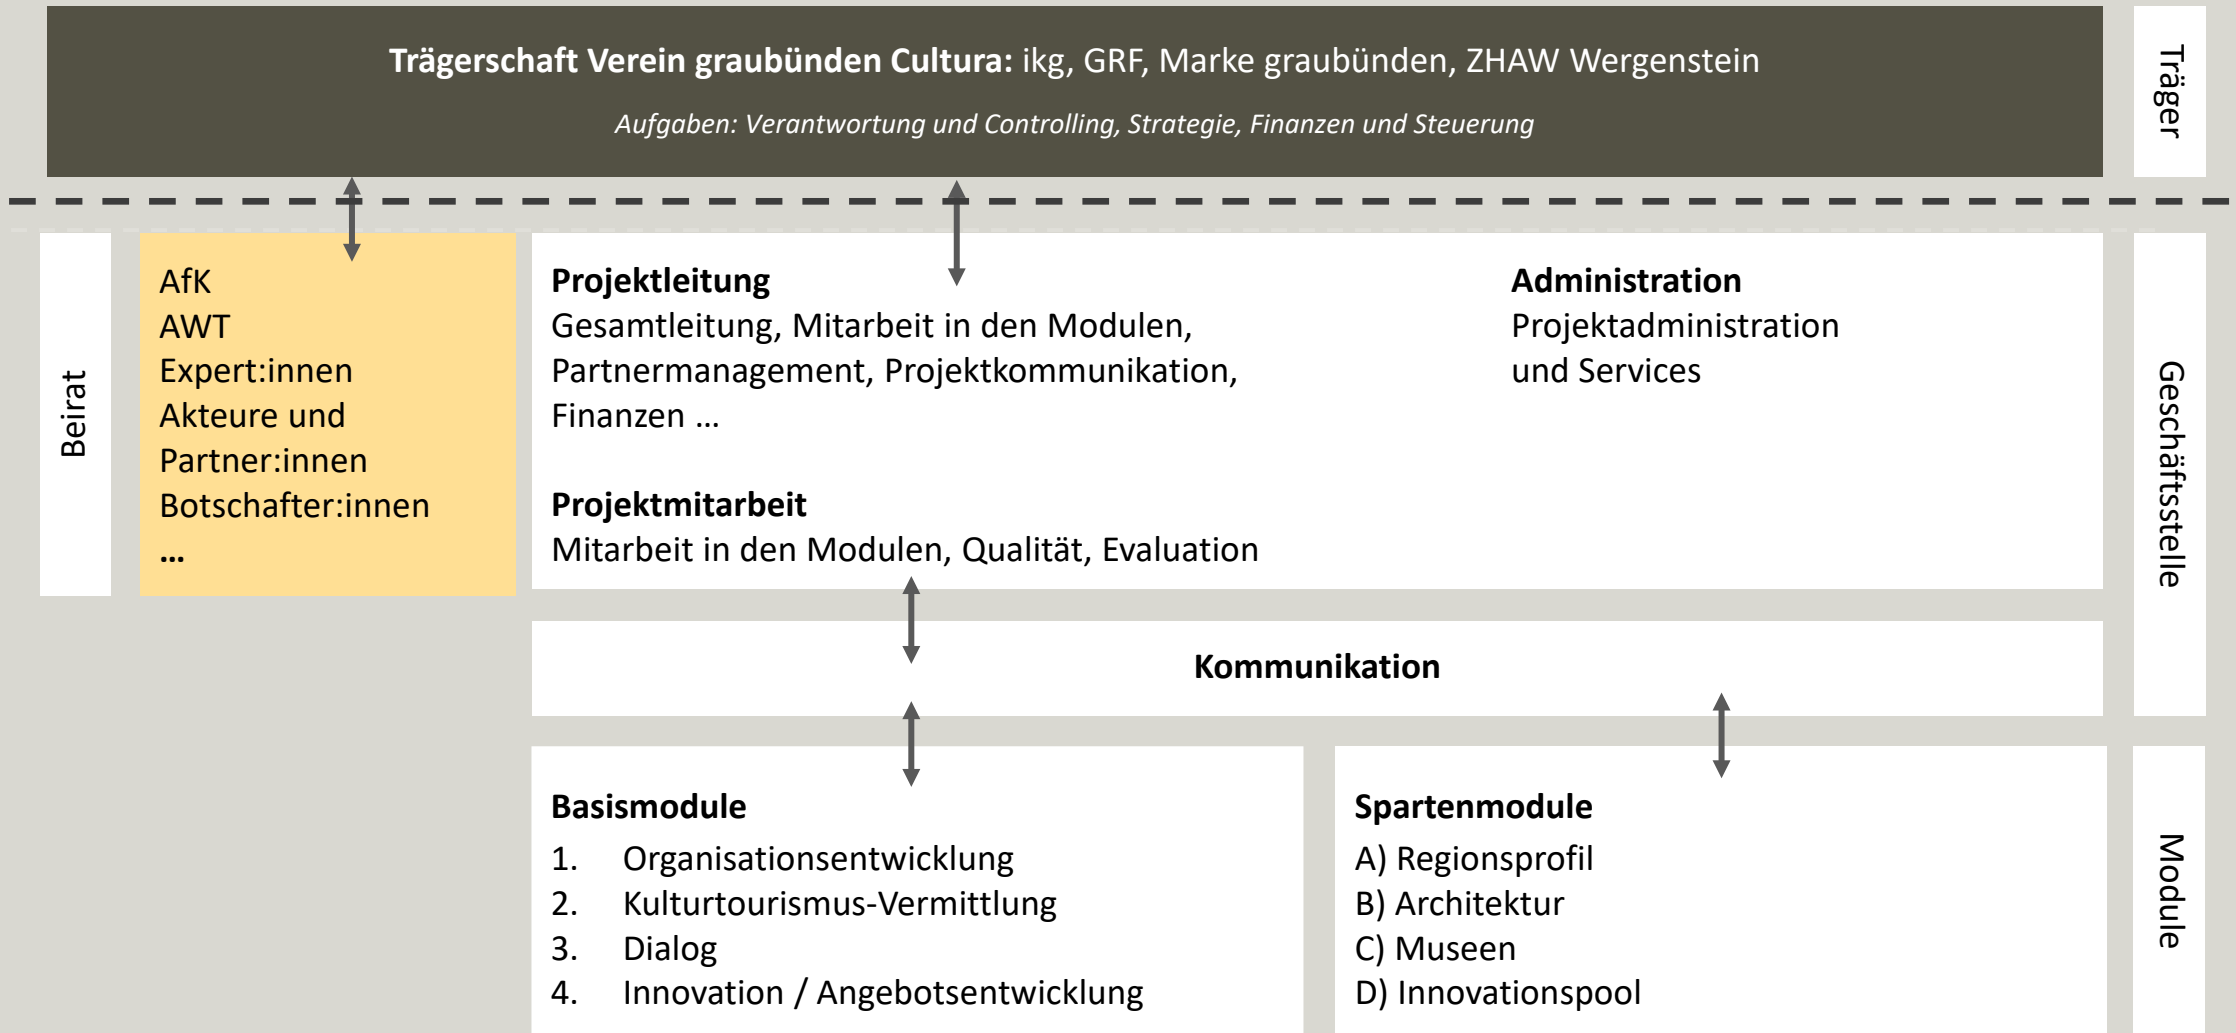 Trägerschaft Verein graubünden Cultura: ikg, GRF, Marke graubünden, ZHAW Wergenstein
Aufgaben: Verantwortung und Controlling, Strategie, Finanzen und Steuerung
Träger
Beirat
AfK
AWT
Expert:innen
Akteure und
Partner:innen
Botschafter:innen
...
Projektleitung
Gesamtleitung, Mitarbeit in den Modulen,
Partnermanagement, Projektkommunikation,
Finanzen ...
Projektmitarbeit
Mitarbeit in den Modulen, Qualität, Evaluation
Administration
Projektadministration
und Services
Geschäftsstelle
Kommunikation
Basismodule
1. Organisationsentwicklung
2. Kulturtourismus-Vermittlung
3. Dialog
4. Innovation / Angebotsentwicklung
Spartenmodule
A) Regionsprofil
B) Architektur
C) Museen
D) Innovationspool
Module